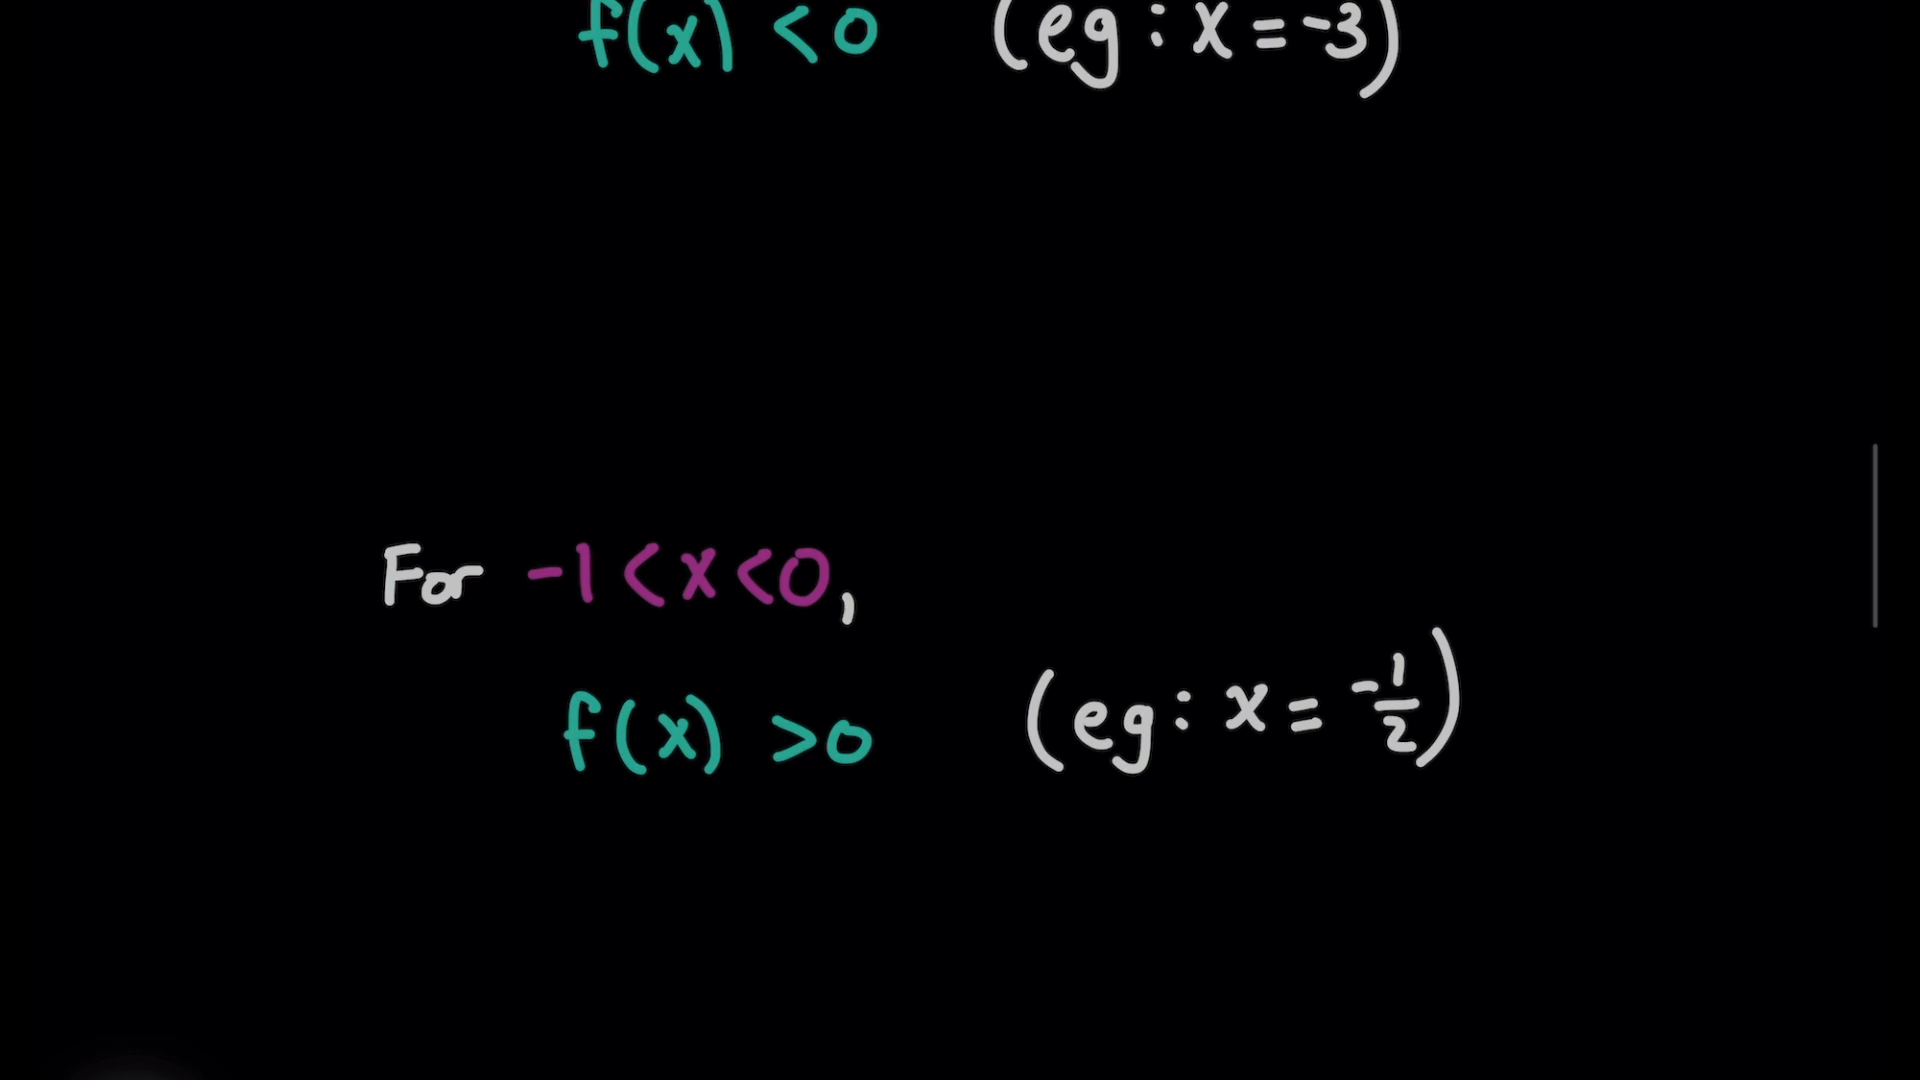 f(x) < 0 (eg : x = -3)
For -1 < x < 0,
f(x) > 0 (eg : x = -1/2)